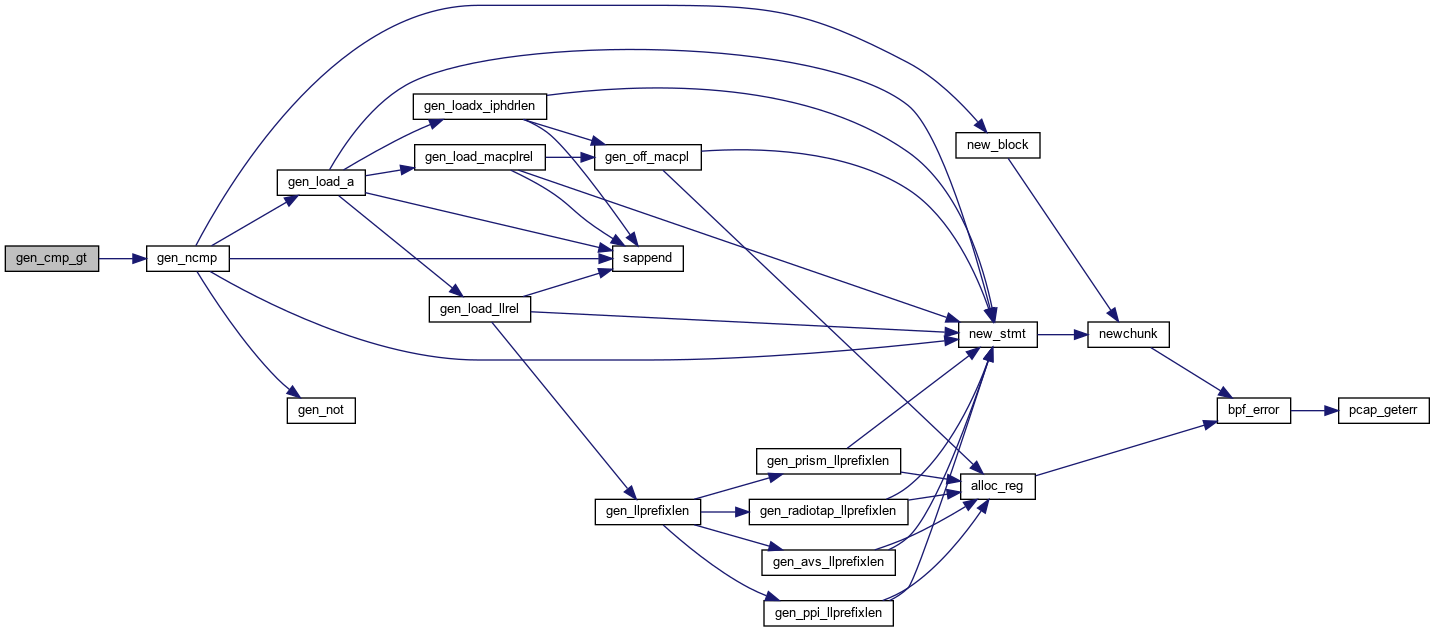 gen_cmp_gt
gen_ncmp
gen_load_a
gen_loadx_iphdrlen
gen_load_macplrel
gen_load_llrel
gen_not
gen_off_macpl
sappend
gen_llprefixlen
gen_prism_llprefixlen
gen_radiotap_llprefixlen
gen_avs_llprefixlen
gen_ppi_llprefixlen
new_block
new_stmt
alloc_reg
newchunk
bpf_error
pcap_geterr